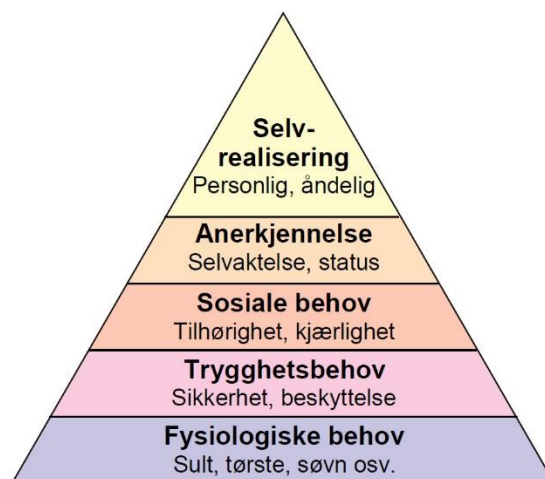 Selv-
realisering
Personlig, åndelig
Anerkjennelse
Selvaktelse, status
Sosiale behov
Tilhørighet, kjærlighet
Trygghetsbehov
Sikkerhet, beskyttelse
Fysiologiske behov
Sult, tørste, søvn osv.